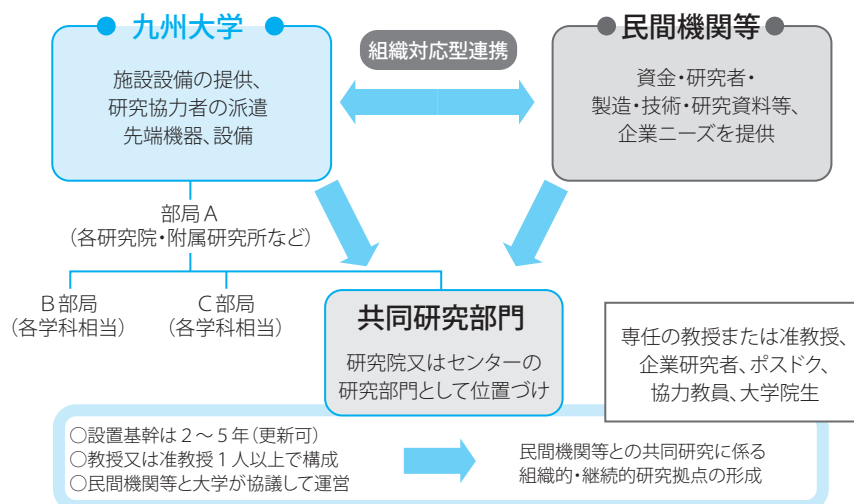 九州大学
施設設備の提供、
研究協力者の派遣
先端機器、設備
組織対応型連携
民間機関等
資金・研究者・
製造・技術・研究資料等、
企業ニーズを提供
部局A
(各研究院・附属研究所など)
B部局
(各学科相当)
C部局
(各学科相当)
共同研究部門
研究院又はセンターの
研究部門として位置づけ
専任の教授または准教授、
企業研究者、ポスドク、
協力教員、大学院生
○設置基幹は2〜5年(更新可)
○教授又は准教授1人以上で構成
○民間機関等と大学が協議して運営
民間機関等との共同研究に係る
組織的・継続的研究拠点の形成